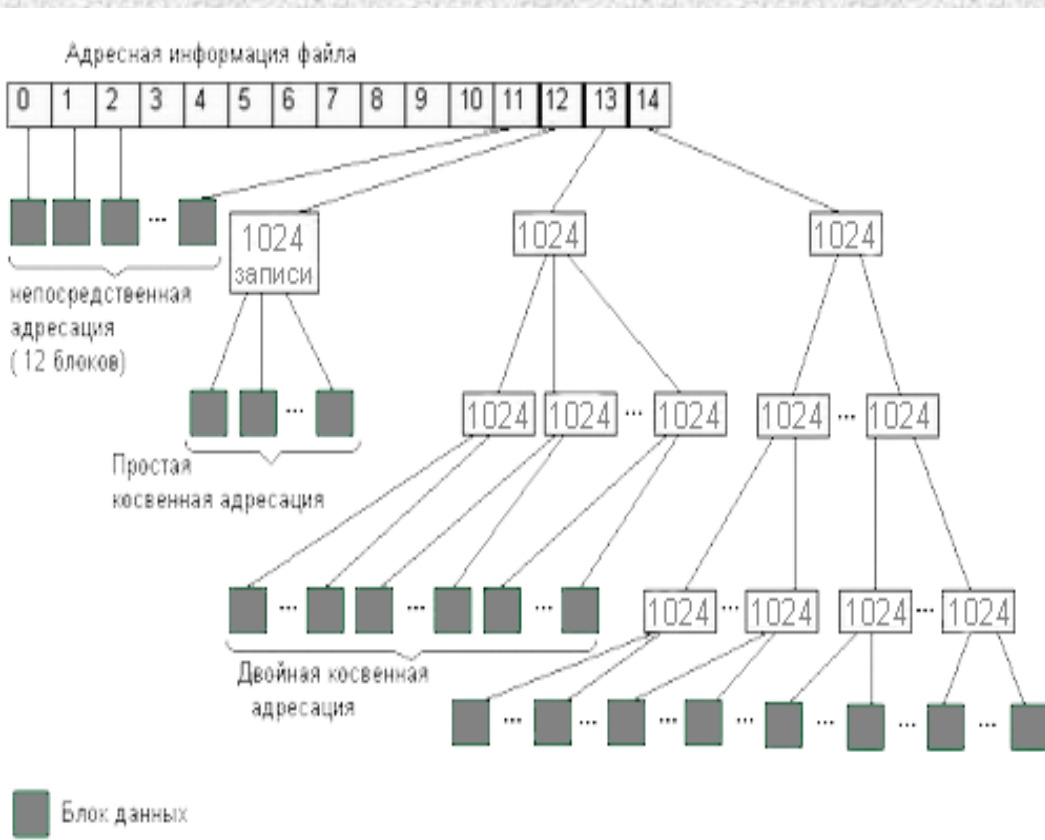 Адресная информация файла
0 1 2 3 4 5 6 7 8 9 10 11 12 13 14
...
1024
записи
1024
1024
непосредственная
адресация
( 12 блоков)
...
1024 1024 ... 1024
1024 ... 1024
Простая
косвенная адресация
... ... ...
1024 ... 1024 1024 ... 1024
Двойная косвенная
адресация
... ... ... ... ... ... ...
Блок данных